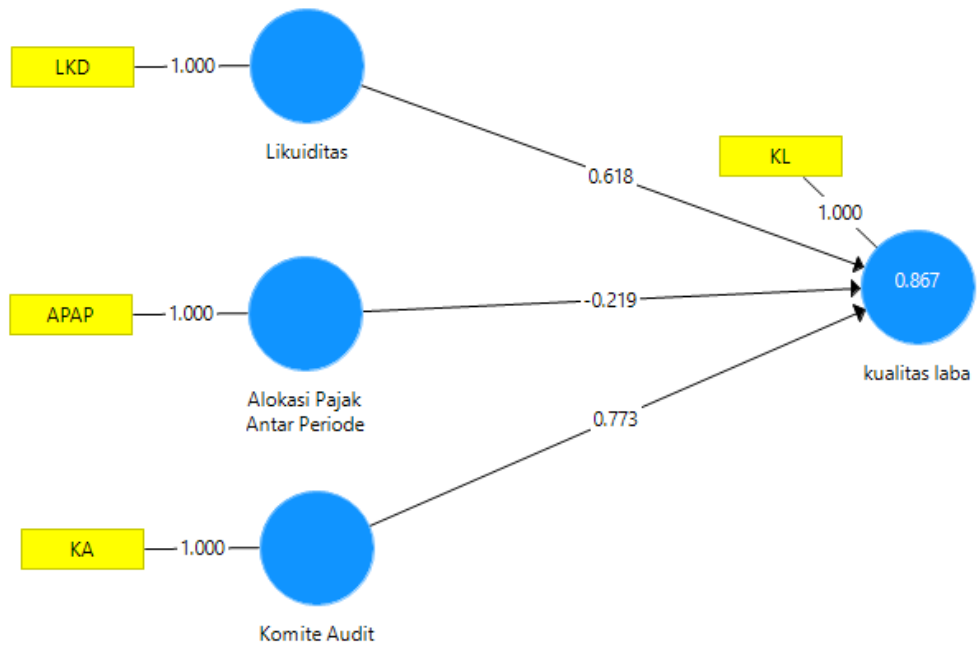 LKD
1.000
Likuiditas
0.618
KL
1.000
0.867
kualitas laba
APAP
1.000
-0.219
Alokasi Pajak
Antar Periode
0.773
KA
1.000
Komite Audit